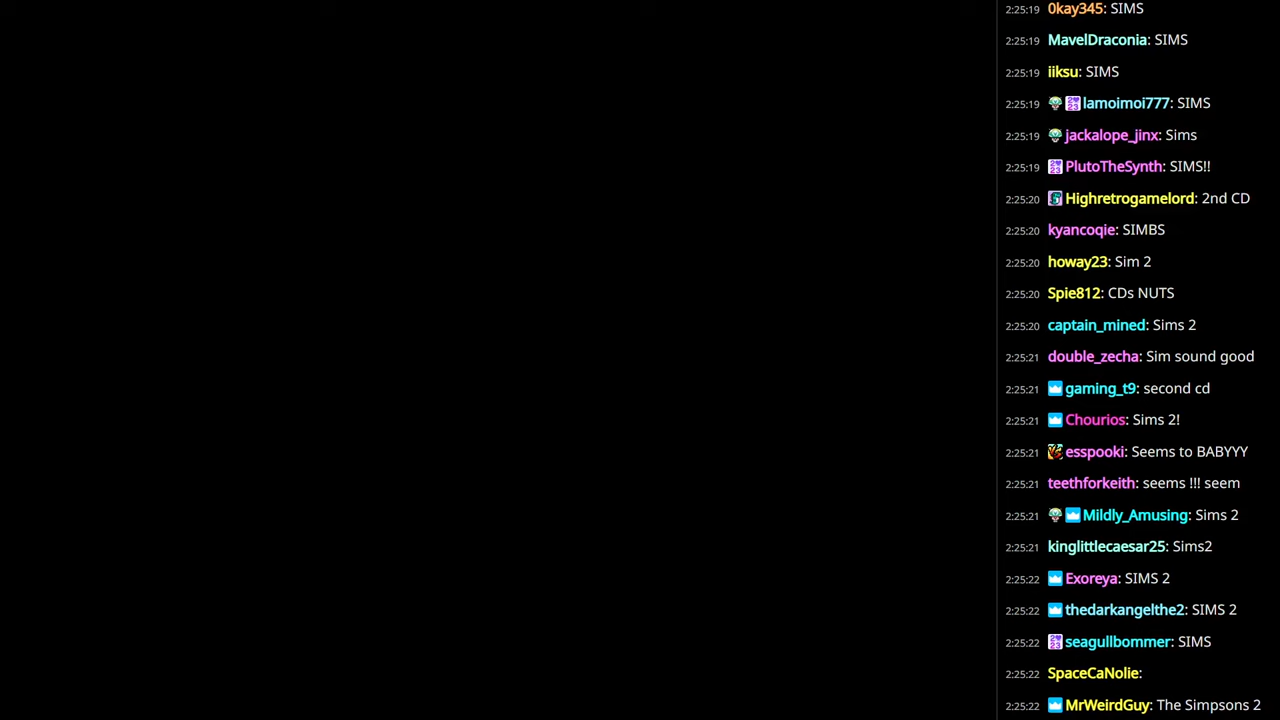 2:25:19 0kay345: SIMS
2:25:19 MavelDraconia: SIMS
2:25:19 iiksu: SIMS
2:25:19 lamoimoi777: SIMS
2:25:19 jackalope_jinx: Sims
2:25:19 PlutoTheSynth: SIMS!!
2:25:20 Highretrogamelord: 2nd CD
2:25:20 kyancoqie: SIMBS
2:25:20 howay23: Sim 2
2:25:20 Spie812: CDs NUTS
2:25:20 captain_mined: Sims 2
2:25:21 double_zecha: Sim sound good
2:25:21 gaming_t9: second cd
2:25:21 Chourios: Sims 2!
2:25:21 esspooki: Seems to BABYYY
2:25:21 teethforkeith: seems !!! seem
2:25:21 Mildly_Amusing: Sims 2
2:25:21 kinglittlecaesar25: Sims2
2:25:22 Exoreya: SIMS 2
2:25:22 thedarkangelthe2: SIMS 2
2:25:22 seagullbommer: SIMS
2:25:22 SpaceCaNolie:
2:25:22 MrWeirdGuy: The Simpsons 2